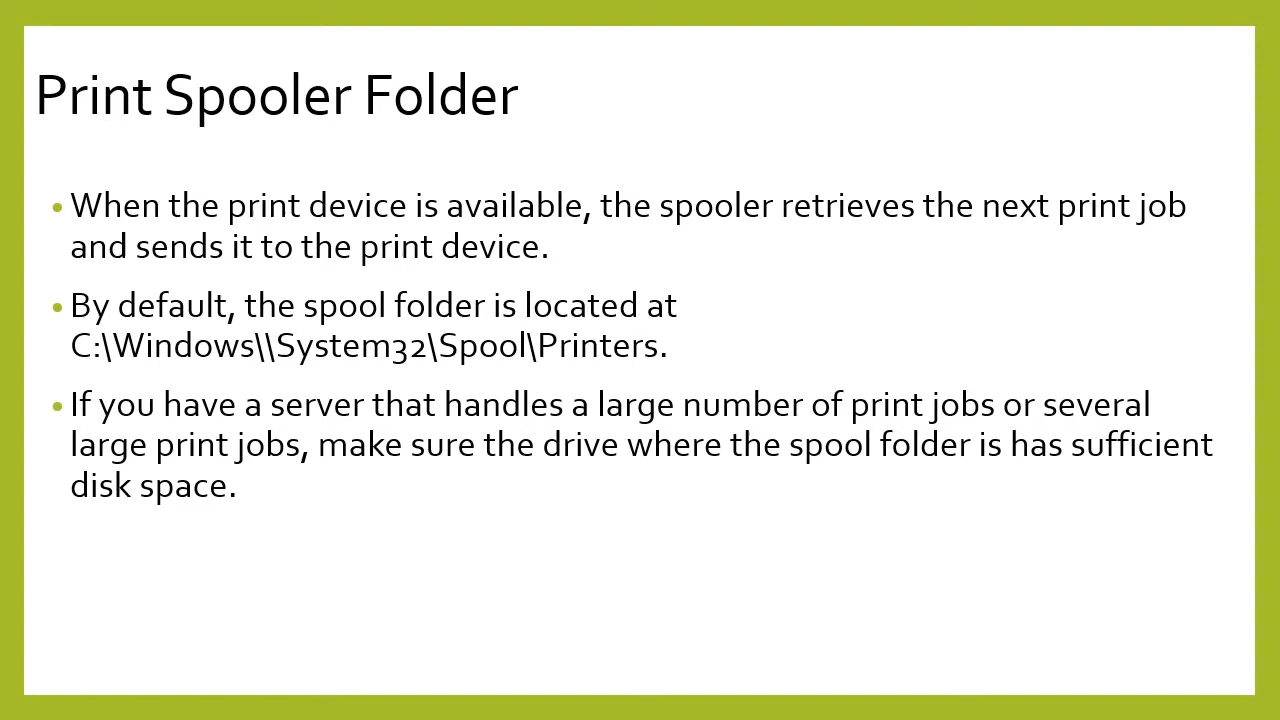 Print Spooler Folder
• When the print device is available, the spooler retrieves the next print job
and sends it to the print device.
• By default, the spool folder is located at
C:\Windows\\System32\Spool\Printers.
• If you have a server that handles a large number of print jobs or several
large print jobs, make sure the drive where the spool folder is has sufficient
disk space.